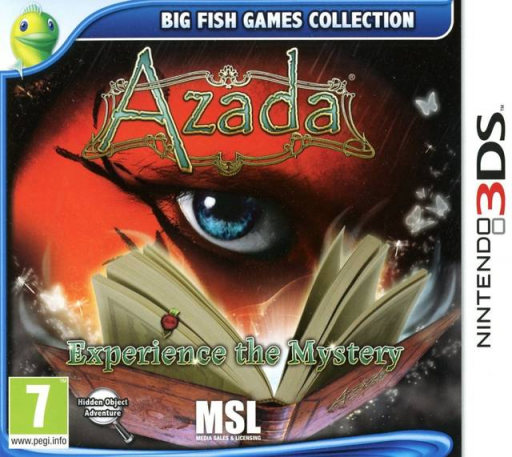 BIG FISH GAMES COLLECTION
Azada®
Experience the Mystery
7
www.pegi.info
Hidden Object
Adventure
MSL
MEDIA SALES & LICENSING
NINTENDO 3DS™